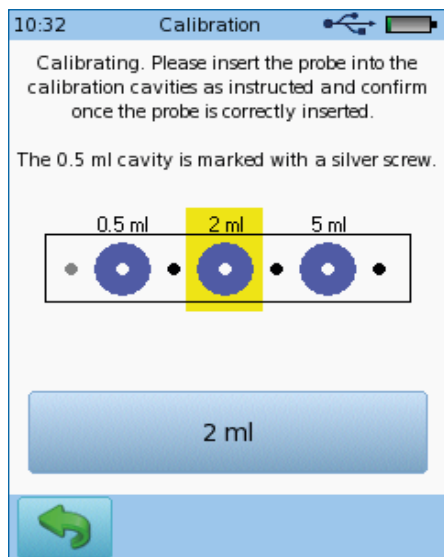 10:32 Calibration
Calibrating. Please insert the probe into the
calibration cavities as instructed and confirm
once the probe is correctly inserted.
The 0.5 ml cavity is marked with a silver screw.
0.5 ml 2 ml 5 ml
2 ml